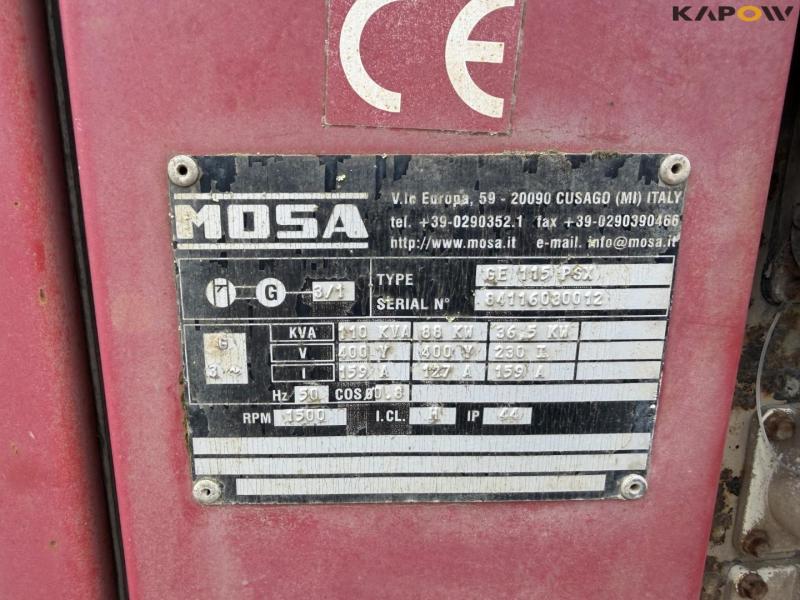 KAPOW
CE
MOSA
V.le Europa, 59 - 20090 CUSAGO (MI) ITALY
tel. +39-0290352.1 fax +39-0290390466
http://www.mosa.it e-mail. info@mosa.it
G 3/1
TYPE GE 115 PSX
SERIAL N° 84116030012
G 3~
KVA 110 KVA 88 KW 36,5 KW
V 400 Y 400 Y 230 I
I 159 A 127 A 159 A
Hz 50 COS 0.8
RPM 1500 I.CL. H IP 44